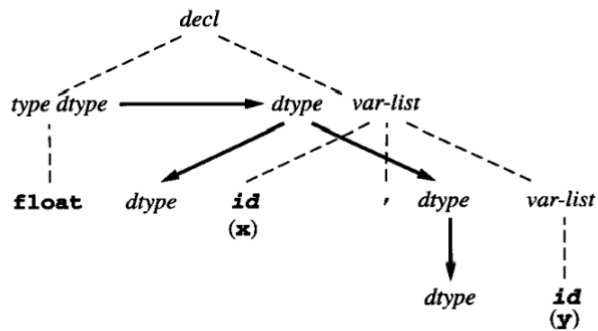 decl
type dtype dtype var-list
float dtype id , dtype var-list
(x)
dtype id
(y)